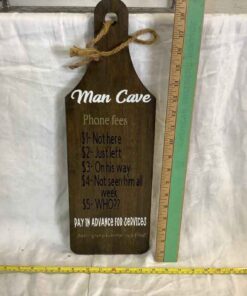 Man Cave
Phone fees
$1- Not here
$2- Just left
$3- On his way
$4- Not seen him all
week
$5- WHO??
PAY IN ADVANCE FOR SERVICES